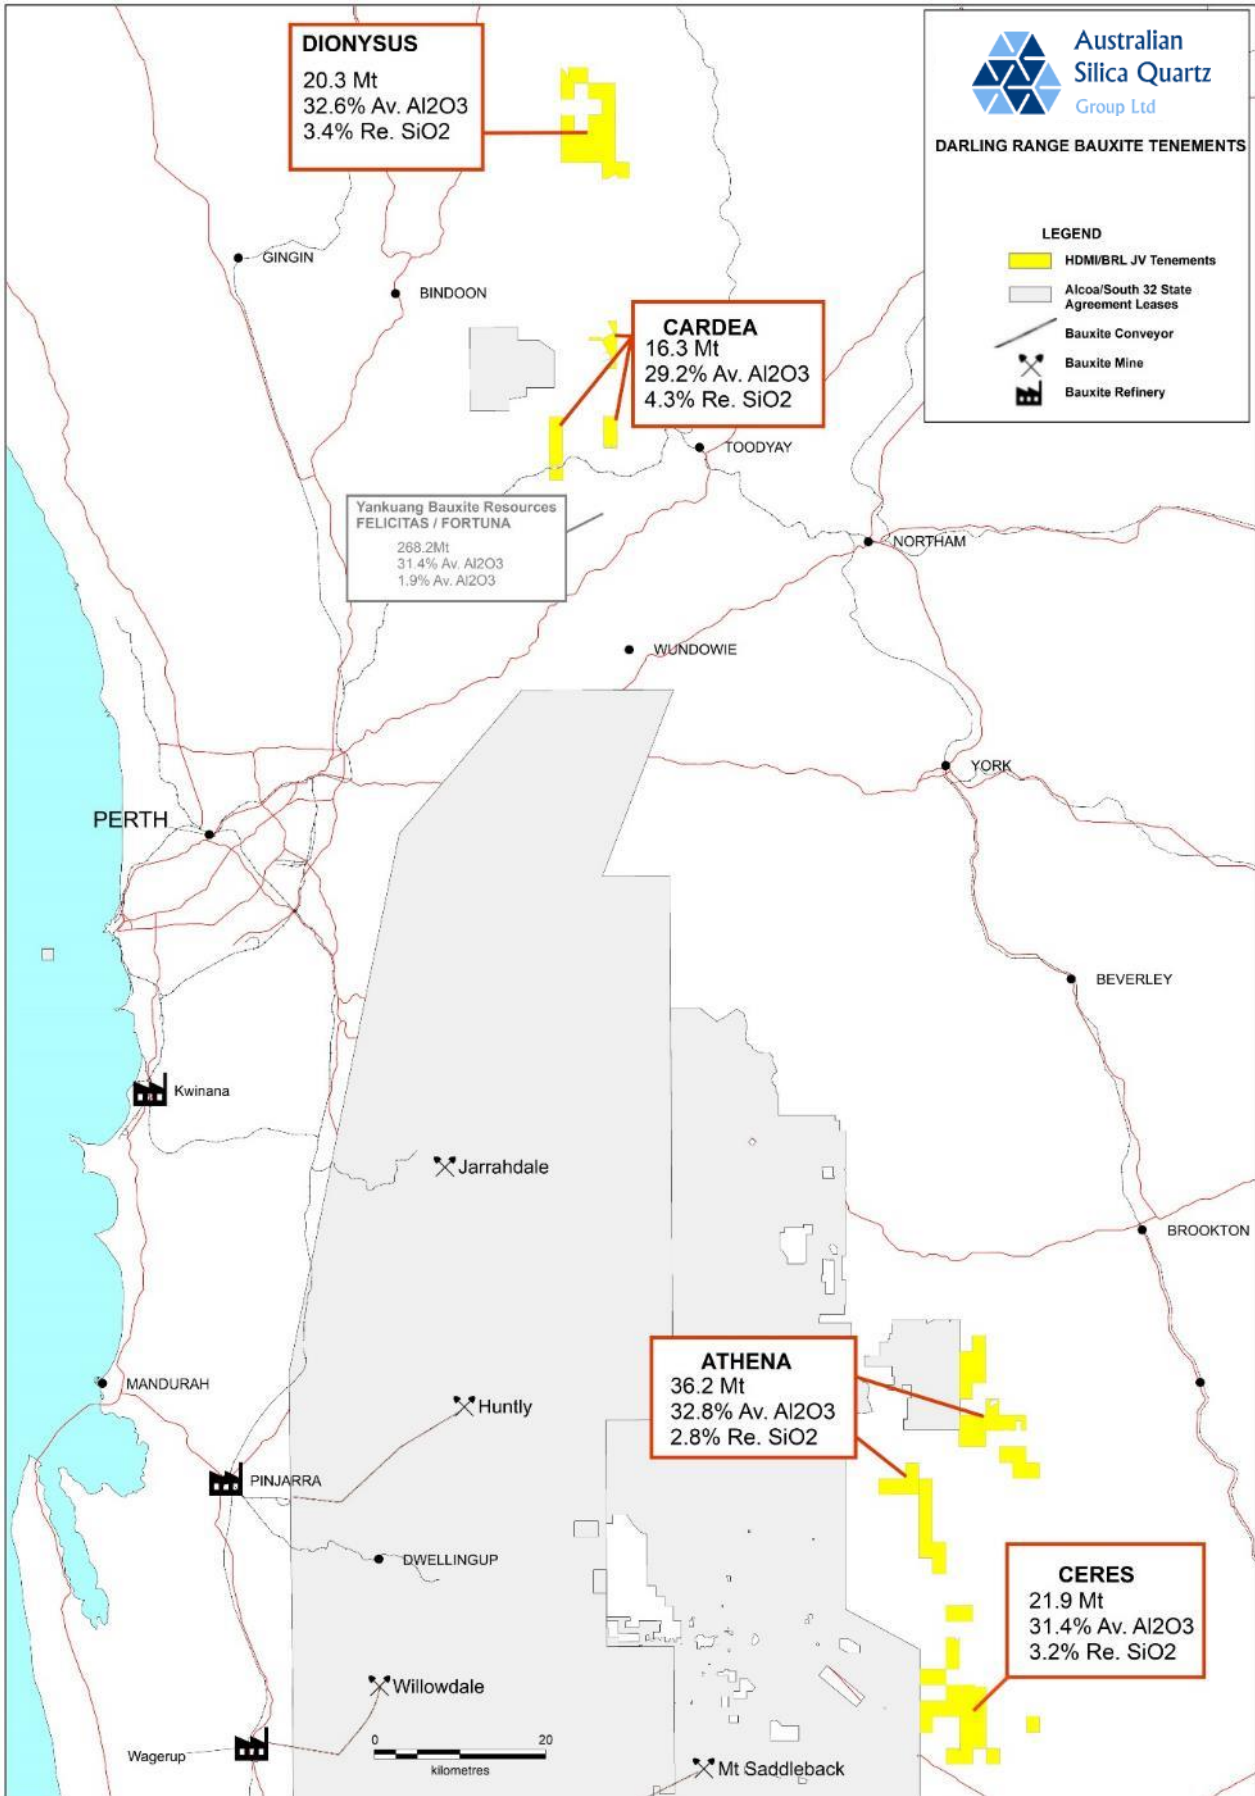 DIONYSUS
20.3 Mt
32.6% Av. Al2O3
3.4% Re. SiO2
Australian
Silica Quartz
Group Ltd
DARLING RANGE BAUXITE TENEMENTS
LEGEND
HDMI/BRL JV Tenements
Alcoa/South 32 State
Agreement Leases
Bauxite Conveyor
Bauxite Mine
Bauxite Refinery
GINGIN
BINDOON
CARDEA
16.3 Mt
29.2% Av. Al2O3
4.3% Re. SiO2
TOODYAY
Yankuang Bauxite Resources
FELICITAS / FORTUNA
268.2Mt
31.4% Av. Al2O3
1.9% Av. Al2O3
NORTHAM
WUNDOWIE
YORK
PERTH
BEVERLEY
Kwinana
Jarrahdale
BROOKTON
ATHENA
36.2 Mt
32.8% Av. Al2O3
2.8% Re. SiO2
MANDURAH
Huntly
PINJARRA
DWELLINGUP
CERES
21.9 Mt
31.4% Av. Al2O3
3.2% Re. SiO2
Willowdale
Wagerup
0 20
kilometres
Mt Saddleback